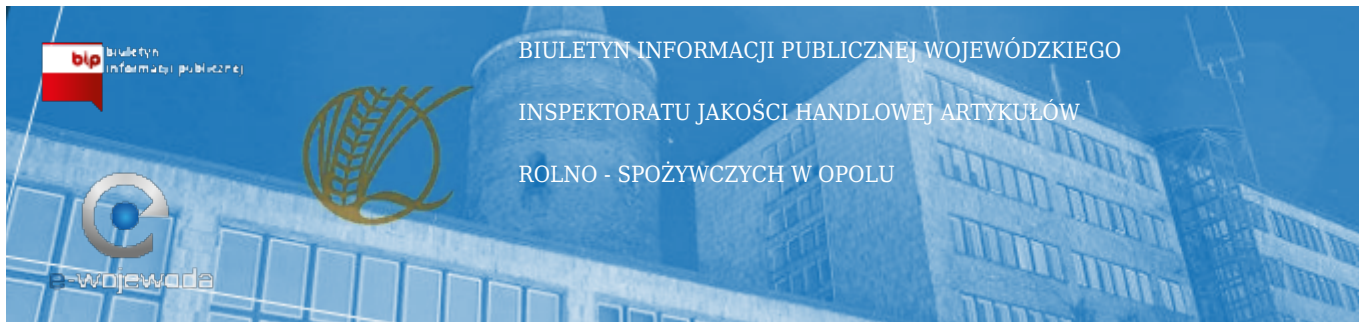 bip
biuletyn
informacji publicznej
BIULETYN INFORMACJI PUBLICZNEJ WOJEWÓDZKIEGO
INSPEKTORATU JAKOŚCI HANDLOWEJ ARTYKUŁÓW
ROLNO - SPOŻYWCZYCH W OPOLU
e-wojewoda